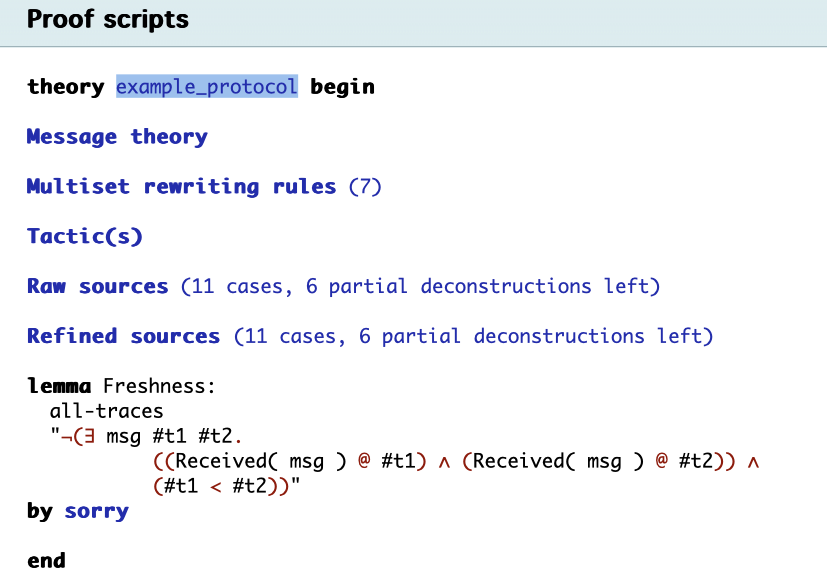 Proof scripts
theory example_protocol begin
Message theory
Multiset rewriting rules (7)
Tactic(s)
Raw sources (11 cases, 6 partial deconstructions left)
Refined sources (11 cases, 6 partial deconstructions left)
lemma Freshness:
all-traces
"¬(∃ msg #t1 #t2.
((Received( msg ) @ #t1) ∧ (Received( msg ) @ #t2)) ∧
(#t1 < #t2))"
by sorry
end